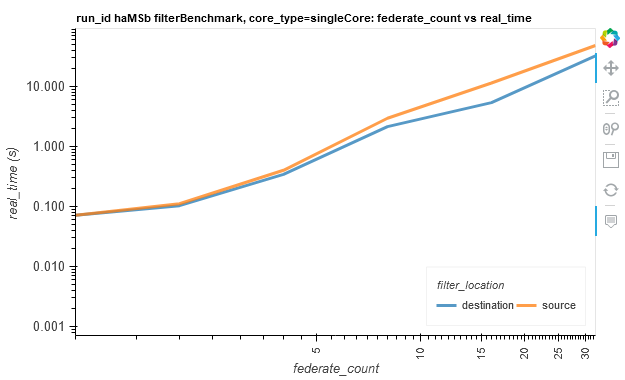 run_id haMSb filterBenchmark, core_type=singleCore: federate_count vs real_time
10.000
1.000
0.100
0.010
0.001
real_time (s)
filter_location
destination
source
5
10
15
20
25
30
federate_count